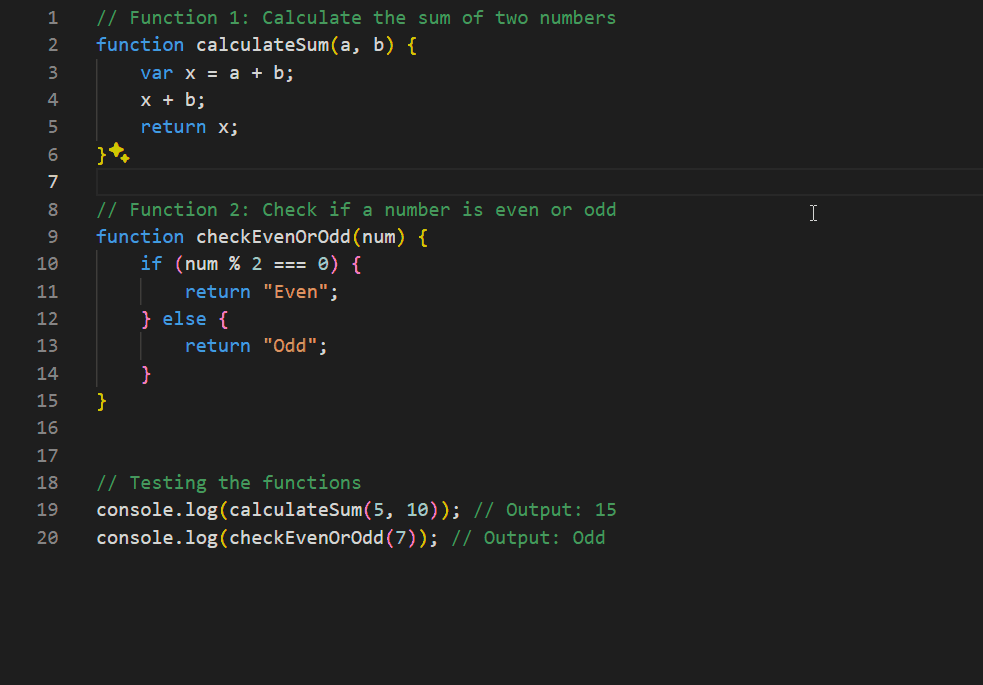 1 // Function 1: Calculate the sum of two numbers
2 function calculateSum(a, b) {
3     var x = a + b;
4     x + b;
5     return x;
6 }
7
8 // Function 2: Check if a number is even or odd
9 function checkEvenOrOdd(num) {
10     if (num % 2 === 0) {
11         return "Even";
12     } else {
13         return "Odd";
14     }
15 }
16
17
18 // Testing the functions
19 console.log(calculateSum(5, 10)); // Output: 15
20 console.log(checkEvenOrOdd(7)); // Output: Odd